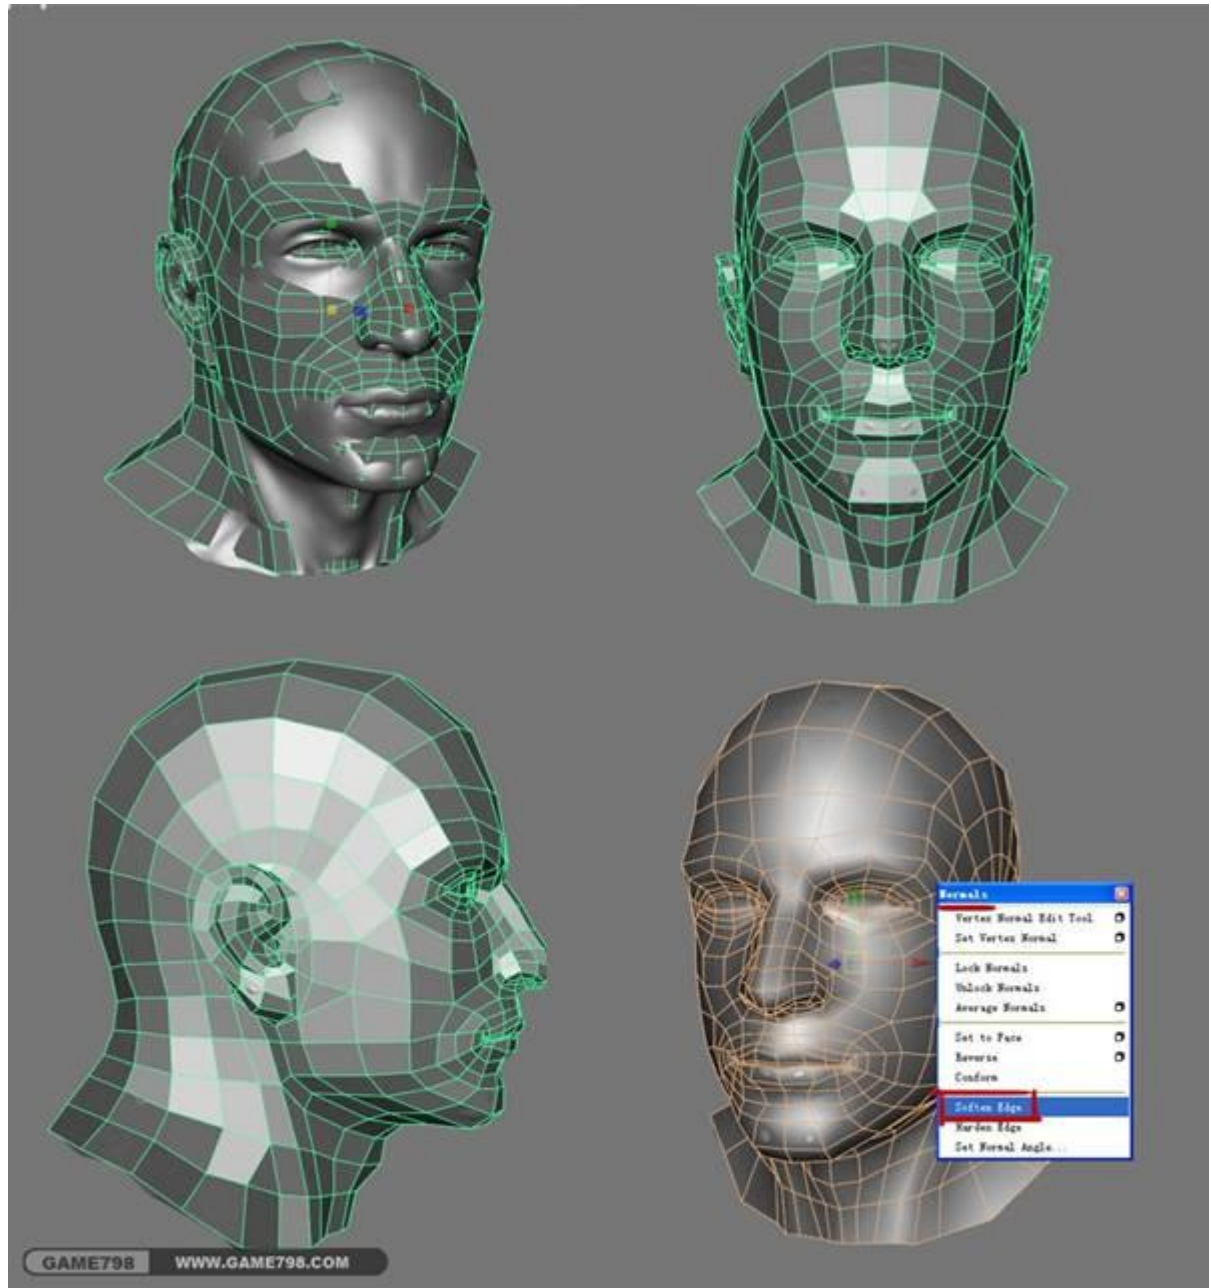 Normals
Vertex Normal Edit Tool
Set Vertex Normal
Lock Normals
Unlock Normals
Average Normals
Set to Face
Reverse
Conform
Soften Edge
Harden Edge
Set Normal Angle...
GAME798 WWW.GAME798.COM